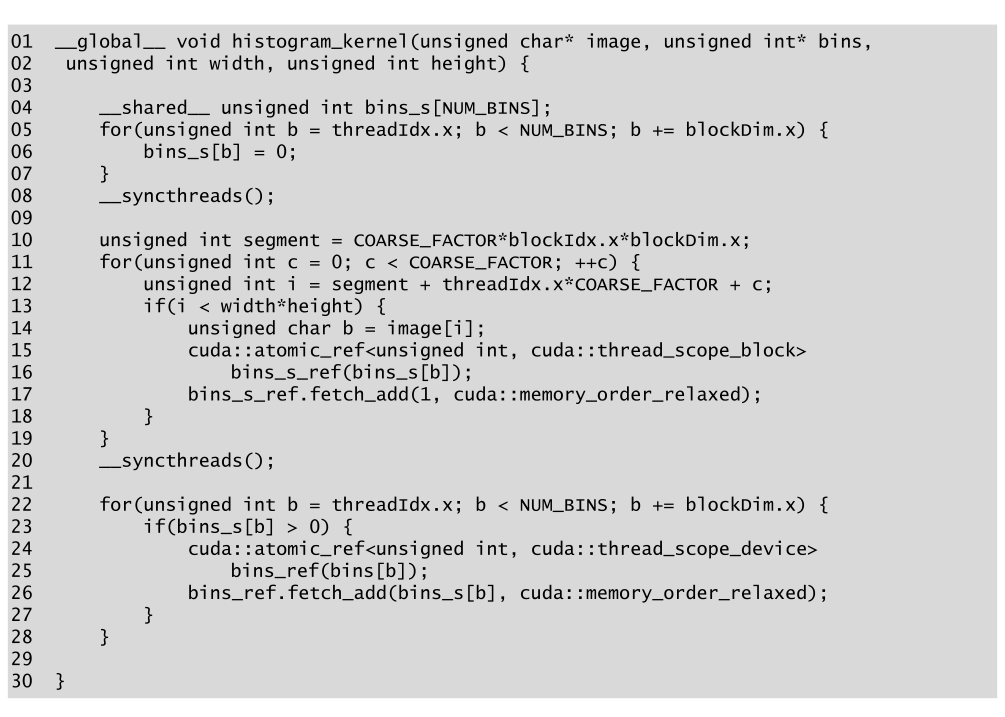 01  __global__ void histogram_kernel(unsigned char* image, unsigned int* bins,
02   unsigned int width, unsigned int height) {
03
04      __shared__ unsigned int bins_s[NUM_BINS];
05      for(unsigned int b = threadIdx.x; b < NUM_BINS; b += blockDim.x) {
06          bins_s[b] = 0;
07      }
08      __syncthreads();
09
10      unsigned int segment = COARSE_FACTOR*blockIdx.x*blockDim.x;
11      for(unsigned int c = 0; c < COARSE_FACTOR; ++c) {
12          unsigned int i = segment + threadIdx.x*COARSE_FACTOR + c;
13          if(i < width*height) {
14              unsigned char b = image[i];
15              cuda::atomic_ref<unsigned int, cuda::thread_scope_block>
16                  bins_s_ref(bins_s[b]);
17              bins_s_ref.fetch_add(1, cuda::memory_order_relaxed);
18          }
19      }
20      __syncthreads();
21
22      for(unsigned int b = threadIdx.x; b < NUM_BINS; b += blockDim.x) {
23          if(bins_s[b] > 0) {
24              cuda::atomic_ref<unsigned int, cuda::thread_scope_device>
25                  bins_ref(bins[b]);
26              bins_ref.fetch_add(bins_s[b], cuda::memory_order_relaxed);
27          }
28      }
29
30  }